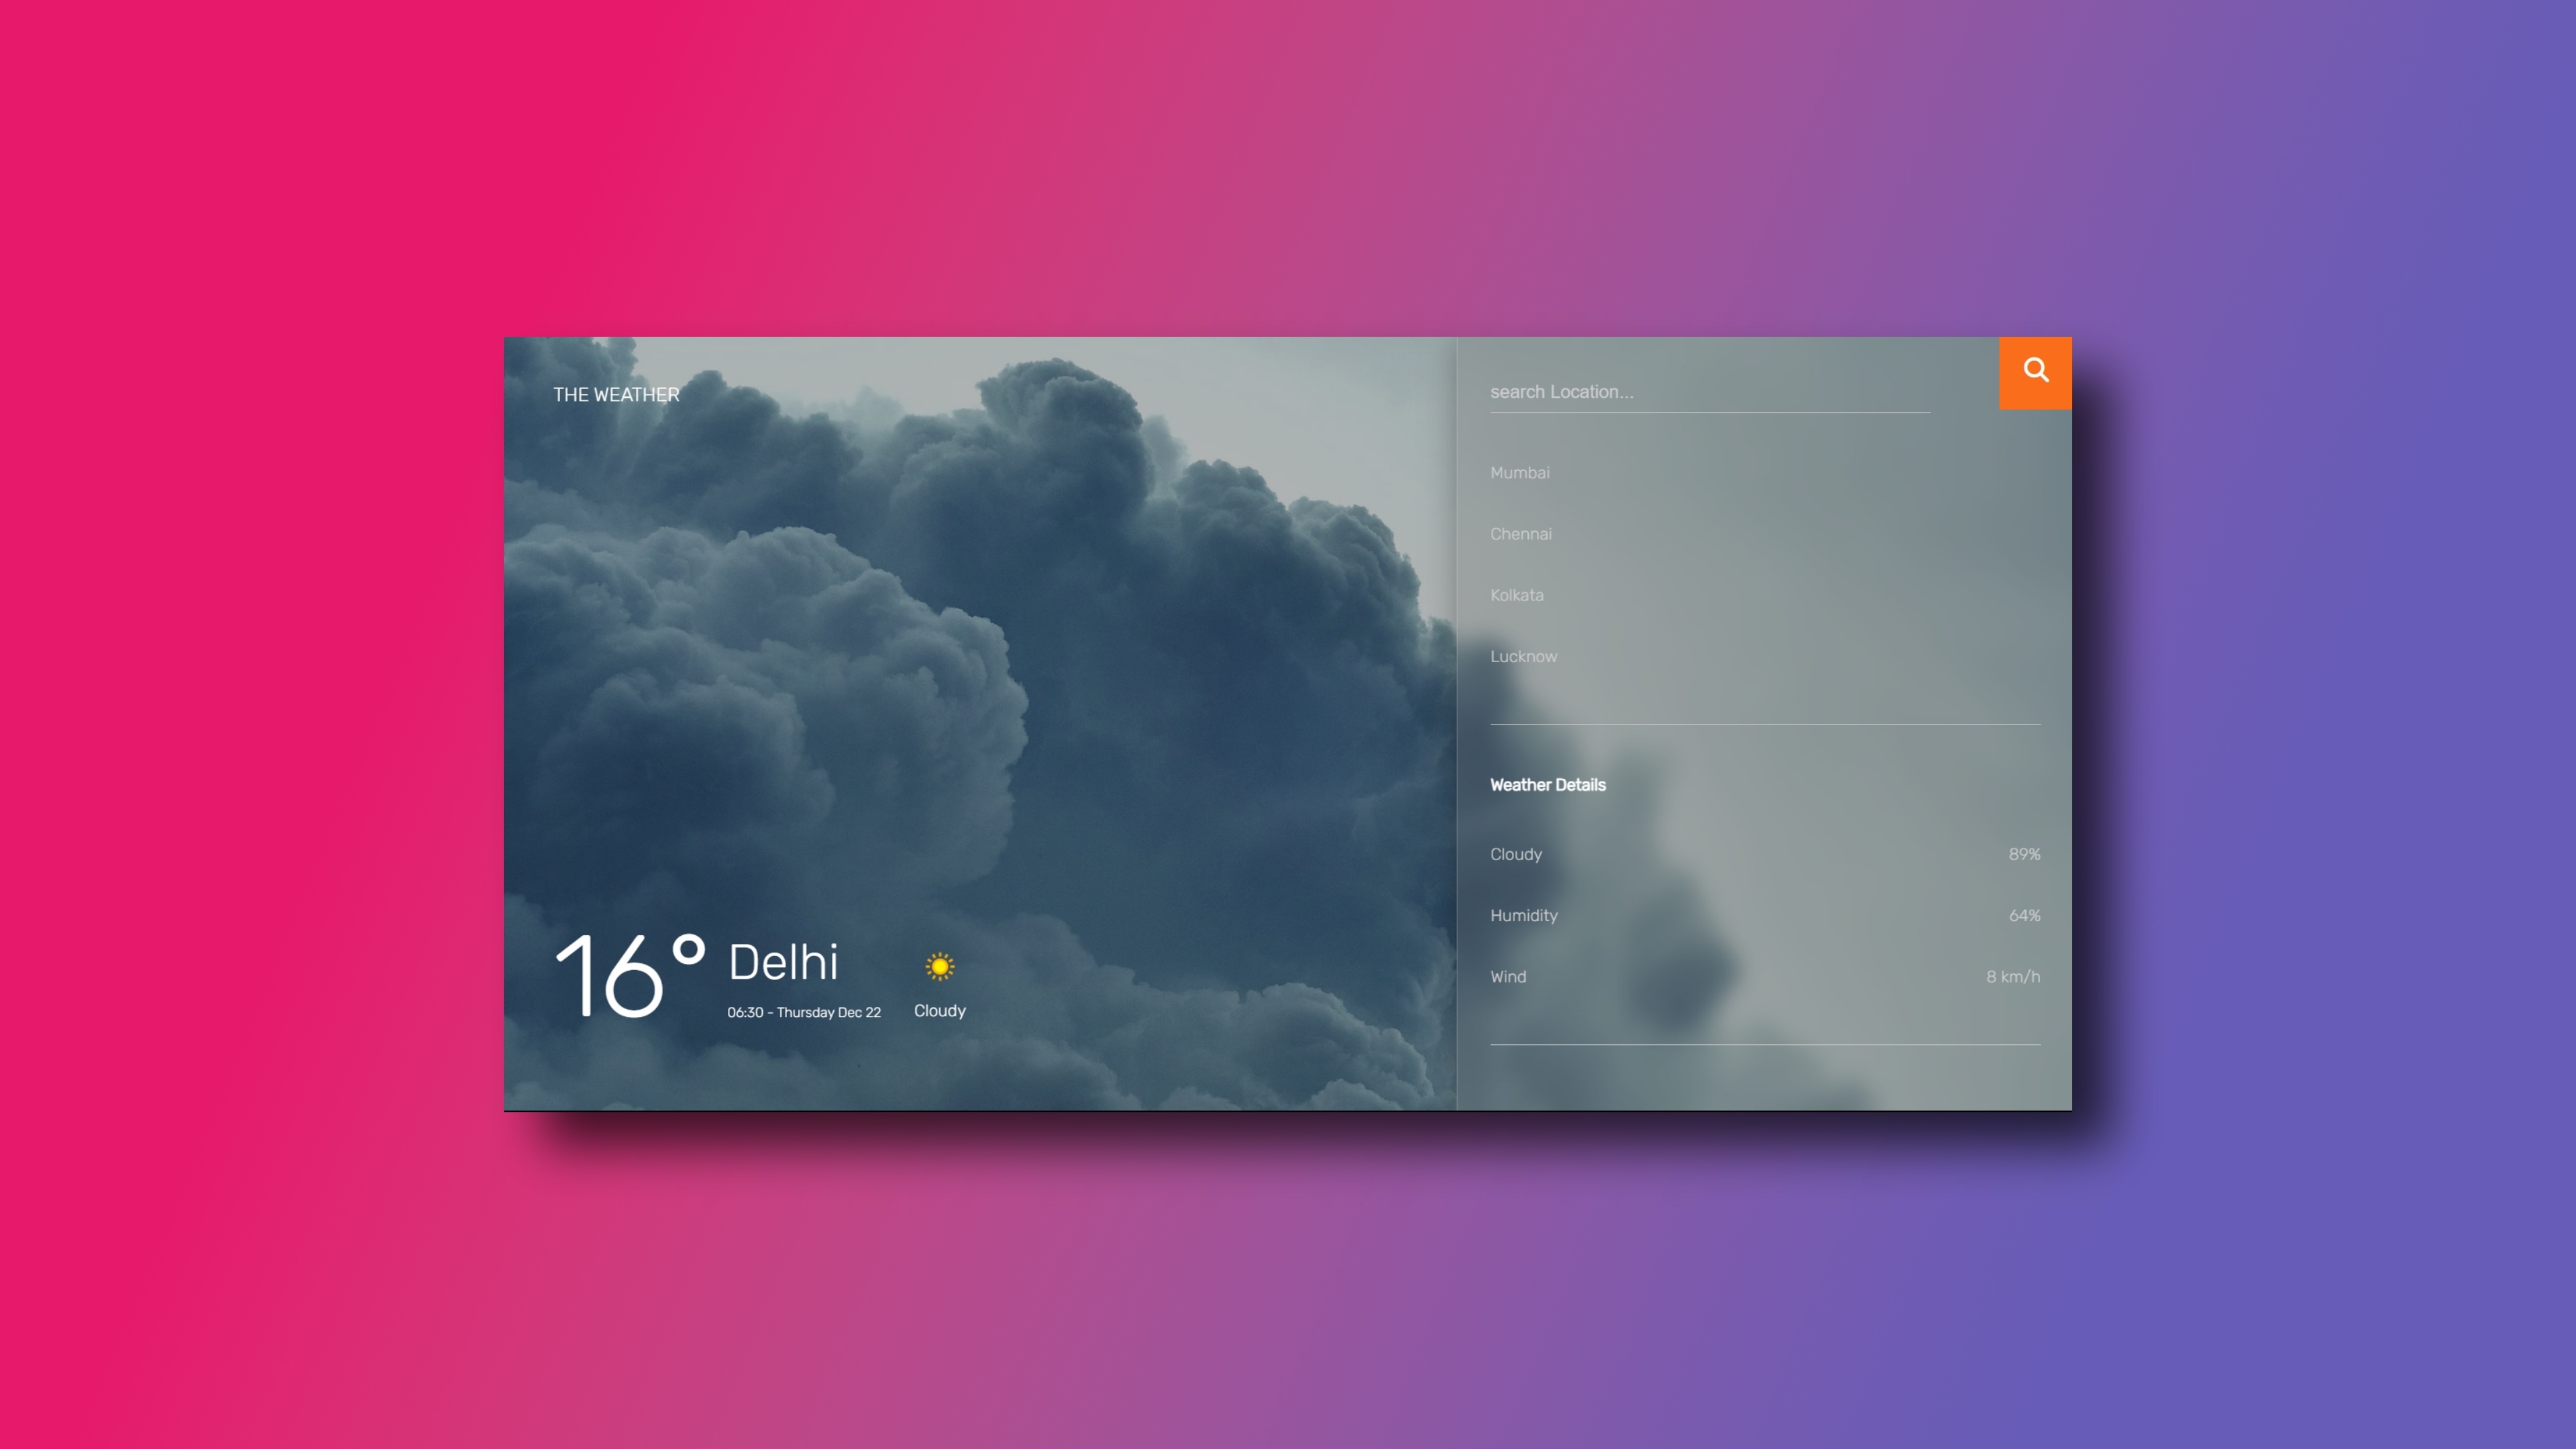 THE WEATHER
16° Delhi
06:30 - Thursday Dec 22
Cloudy
search Location...
Mumbai
Chennai
Kolkata
Lucknow
Weather Details
Cloudy 89%
Humidity 64%
Wind 8 km/h